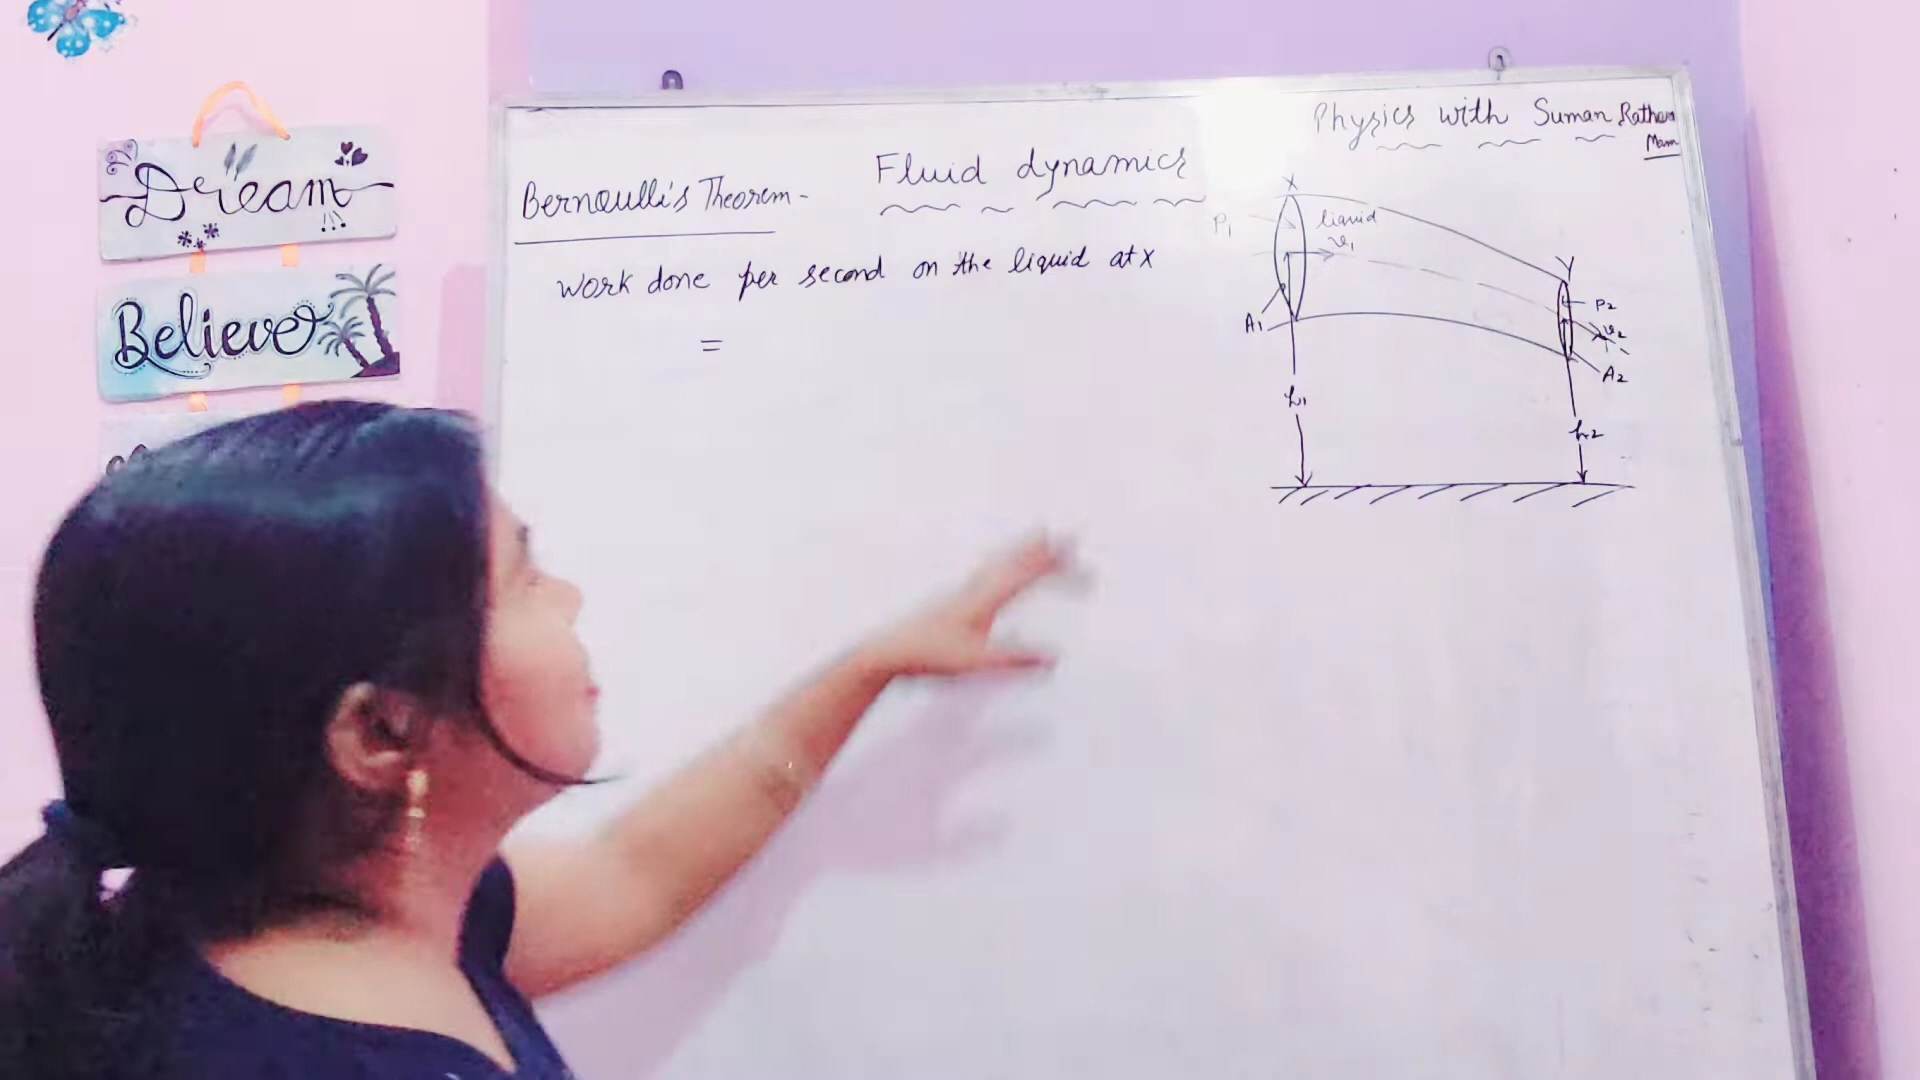 Physics with Suman Rathor
Mam
Fluid dynamics
Bernoulli's Theorem -
work done per second on the liquid at X
=
X
P1
liquid
v1
A1
h1
Y
P2
v2
A2
h2
Dream
Believe